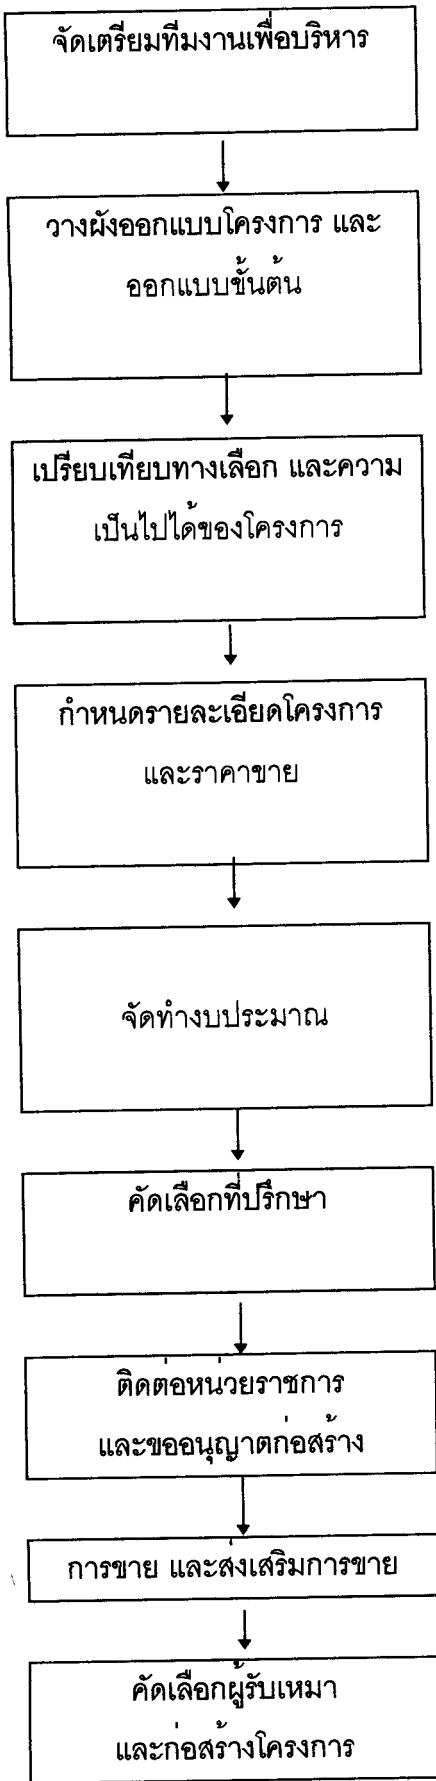 จัดเตรียมทีมงานเพื่อบริหาร
วางผังออกแบบโครงการ และ
ออกแบบขั้นต้น
เปรียบเทียบทางเลือก และความ
เป็นไปได้ของโครงการ
กำหนดรายละเอียดโครงการ
และราคาขาย
จัดทำงบประมาณ
คัดเลือกที่ปรึกษา
ติดต่อหน่วยราชการ
และขออนุญาตก่อสร้าง
การขาย และส่งเสริมการขาย
คัดเลือกผู้รับเหมา
และก่อสร้างโครงการ